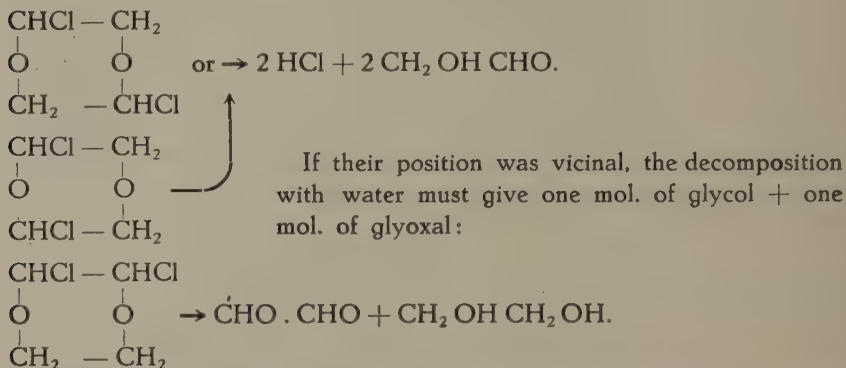 CHCl — CH₂
|      |
O      O      or → 2 HCl + 2 CH₂ OH CHO.
|      |
CH₂ — CHCl
CHCl — CH₂
|      |
O      O
|      |
CHCl — CH₂
If their position was vicinal, the decomposition
with water must give one mol. of glycol + one
mol. of glyoxal:
CHCl — CHCl
|      |
O      O      → CHO . CHO + CH₂ OH CH₂ OH.
|      |
CH₂ — CH₂